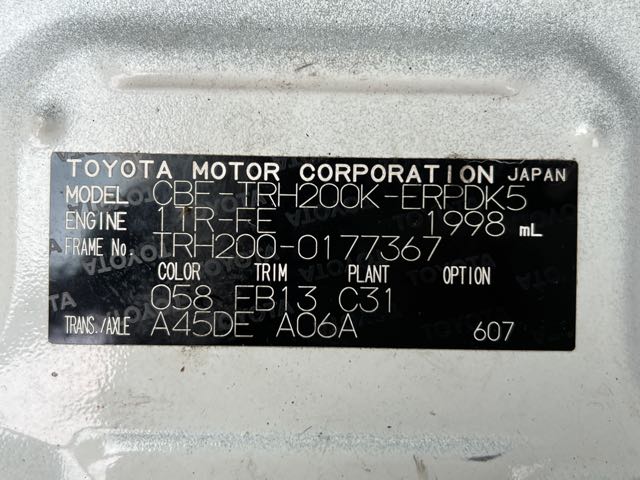 TOYOTA MOTOR CORPORATION JAPAN
MODEL CBF-TRH200K-ERPDK5
ENGINE 1TR-FE 1998 mL
FRAME No. TRH200-0177367
COLOR TRIM PLANT OPTION
058 EB13 C31
TRANS./AXLE A45DE A06A 607